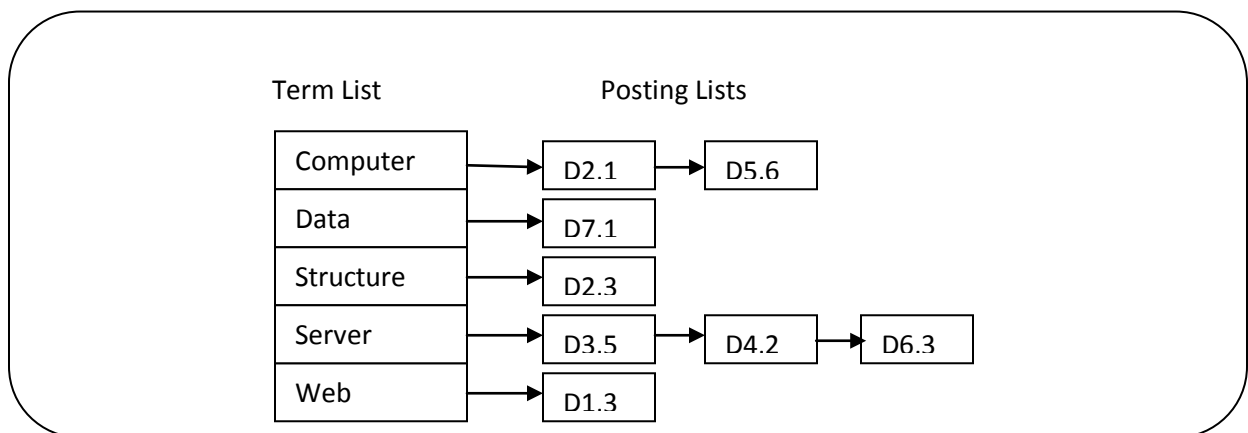 Term List Posting Lists
Computer D2.1 D5.6
Data D7.1
Structure D2.3
Server D3.5 D4.2 D6.3
Web D1.3